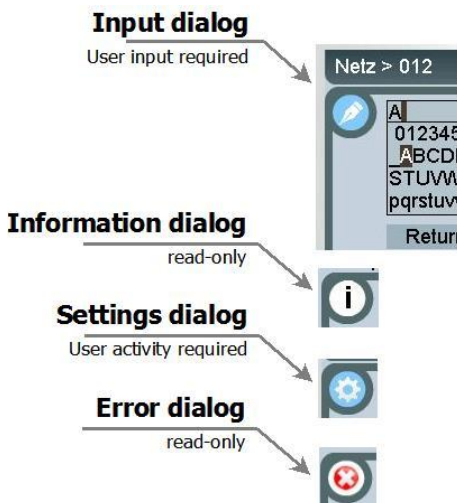 Input dialog
User input required
Netz > 012
A
012345
_ABCD
STUVW
pqrstuv
Return
Information dialog
read-only
i
Settings dialog
User activity required
Error dialog
read-only